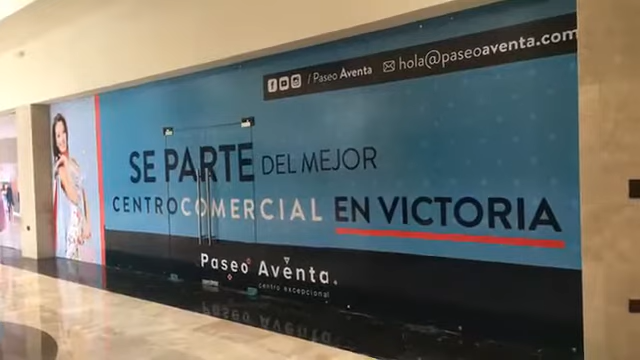 / Paseo Aventa hola@paseoaventa.com
SE PARTE DEL MEJOR
CENTRO COMERCIAL EN VICTORIA
Paseo Aventa.
centro excepcional